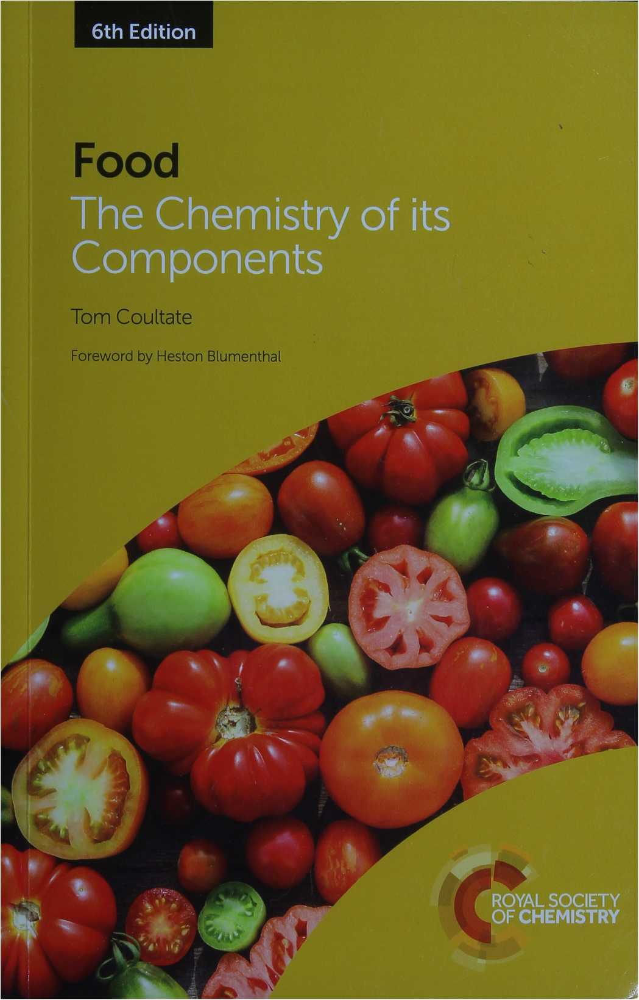 6th Edition
Food
The Chemistry of its
Components
Tom Coultate
Foreword by Heston Blumenthal
ROYAL SOCIETY
OF CHEMISTRY